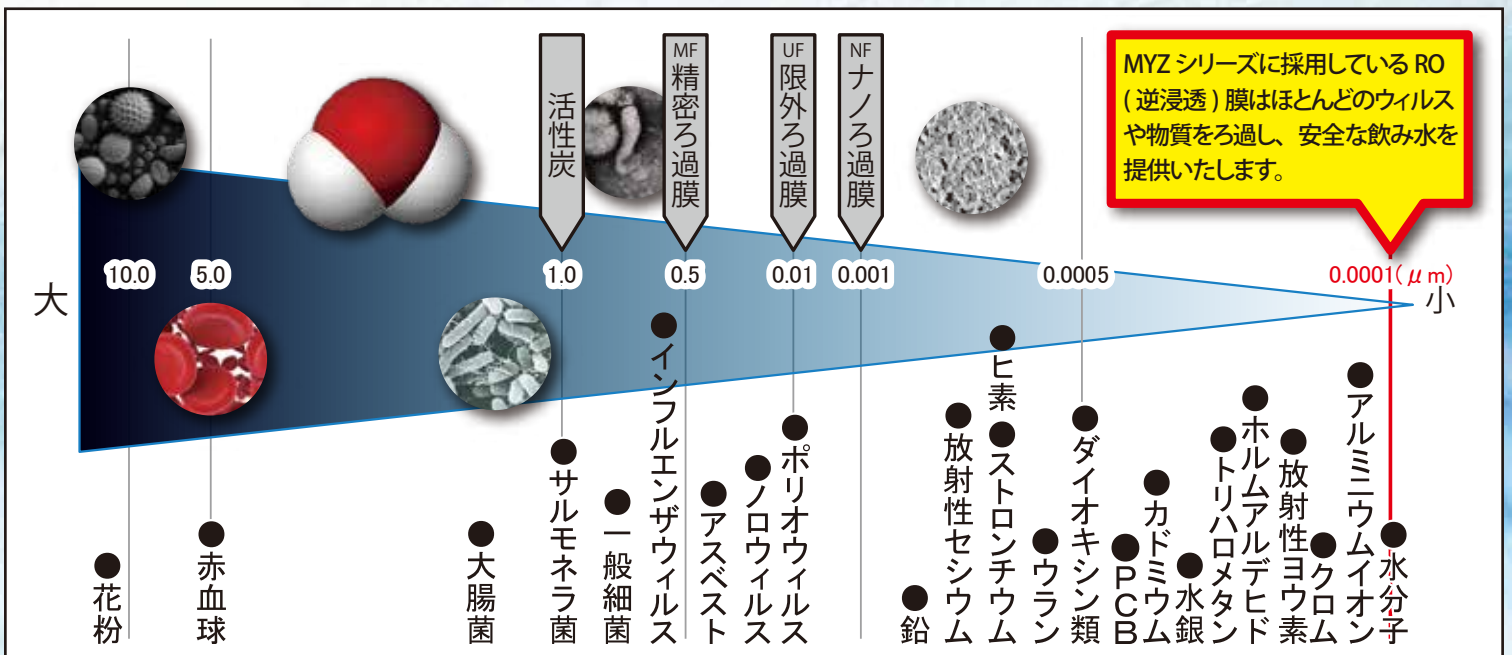 活性炭
MF
精密ろ過膜
UF
限外ろ過膜
NF
ナノろ過膜
MYZシリーズに採用しているRO
(逆浸透)膜はほとんどのウィルス
や物質をろ過し、安全な飲み水を
提供いたします。
大
10.0
5.0
1.0
0.5
0.01
0.001
0.0005
0.0001(μm)
小
●花粉
●赤血球
●大腸菌
●サルモネラ菌
●一般細菌
●インフルエンザウィルス
●アスベスト
●ノロウィルス
●ポリオウィルス
●鉛
●放射性セシウム
●ヒ素
●ストロンチウム
●ウラン
●ダイオキシン類
●PCB
●カドミウム
●水銀
●トリハロメタン
●ホルムアルデヒド
●放射性ヨウ素
●クロム
●アルミニウムイオン
●水分子